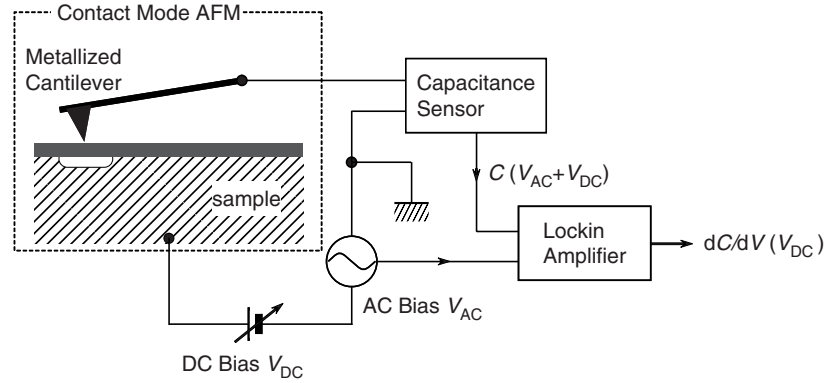 Contact Mode AFM
Metallized
Cantilever
Capacitance
Sensor
C (VAC+VDC)
sample
Lockin
Amplifier
dC/dV (VDC)
AC Bias VAC
DC Bias VDC